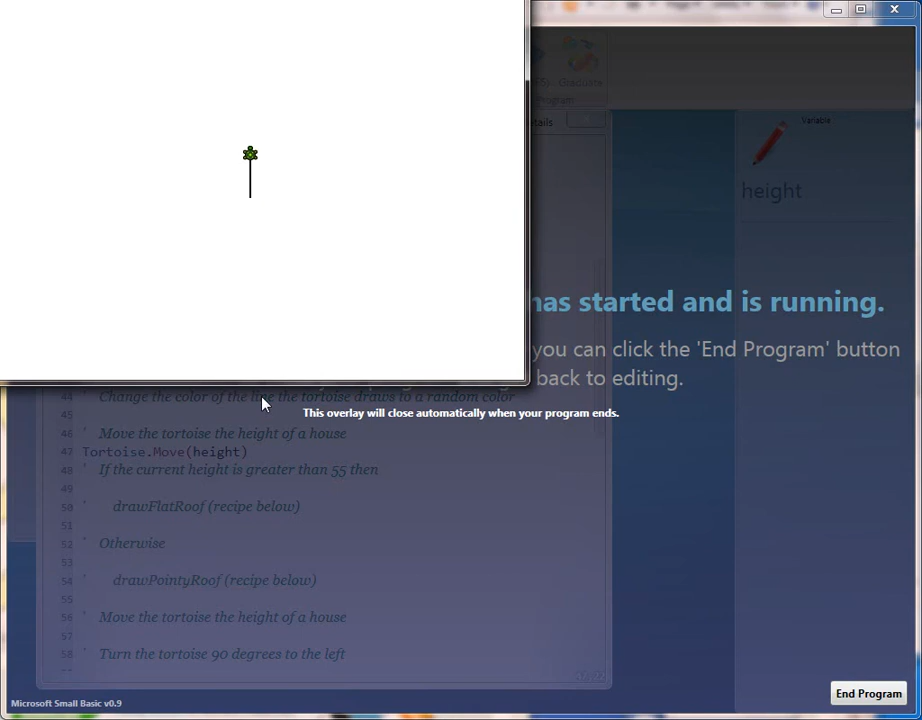 Graduate
Program
tails
Variable
height
has started and is running.
you can click the 'End Program' button
back to editing.
This overlay will close automatically when your program ends.
44 ' Change the color of the line the tortoise draws to a random color
45
46 ' Move the tortoise the height of a house
47 Tortoise.Move(height)
48 ' If the current height is greater than 55 then
49
50 ' drawFlatRoof (recipe below)
51
52 ' Otherwise
53
54 ' drawPointyRoof (recipe below)
55
56 ' Move the tortoise the height of a house
57
58 ' Turn the tortoise 90 degrees to the left
Microsoft Small Basic v0.9
End Program